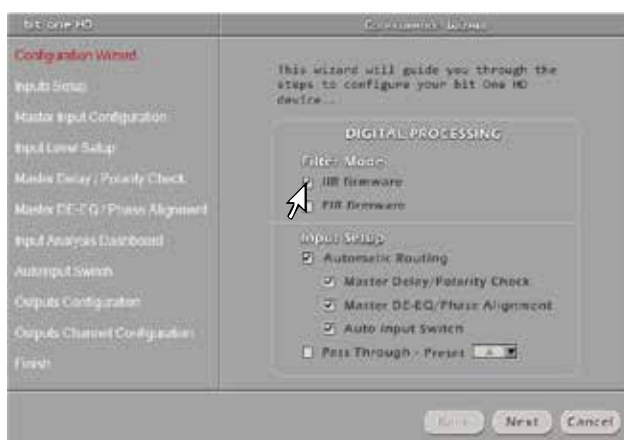 bit one HD
Configuration Wizard
Configuration Wizard
Inputs Setup
Master Input Configuration
Input Level Setup
Master Delay / Polarity Check
Master DE-EQ / Phase Alignment
Input Analysis Dashboard
Autoinput Switch
Outputs Configuration
Outputs Channel Configuration
Finish
This wizard will guide you through the
steps to configure your bit One HD
device...
DIGITAL PROCESSING
Filter Mode
IIR firmware
FIR firmware
Input Setup
Automatic Routing
Master Delay/Polarity Check
Master DE-EQ/Phase Alignment
Auto Input Switch
Pass Through - Preset A
Back Next Cancel